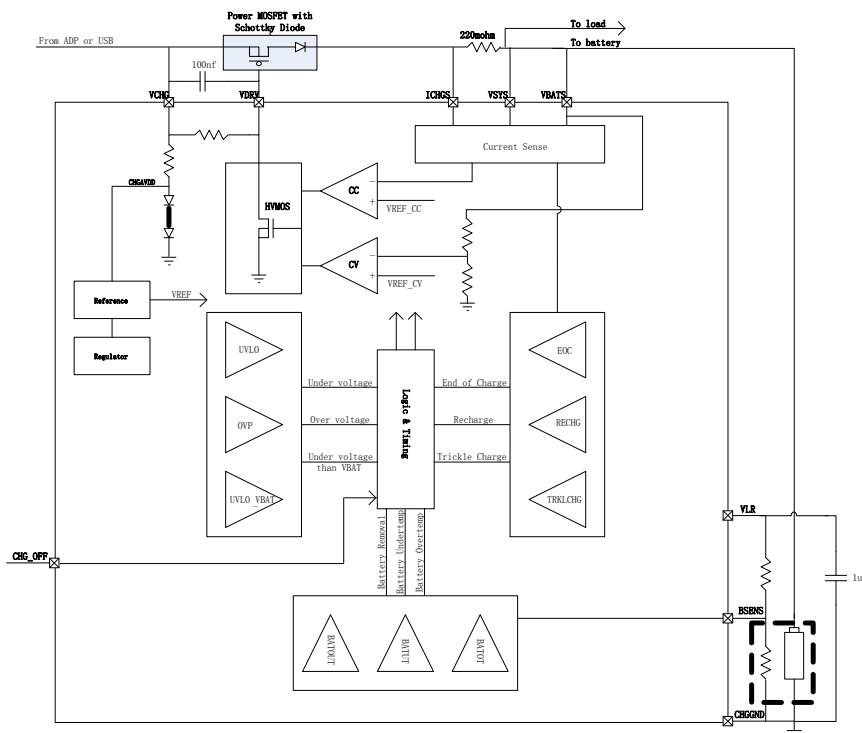 Power MOSFET with
Schottky Diode
From ADP or USB
100nf
220mohm
To load
To battery
VCHG
VDRV
ICHGS
VSYS
VBATS
Current Sense
CHGAVDD
HVMOS
CC
VREF_CC
CV
VREF_CV
Reference
VREF
Regulator
UVLO
OVP
UVLO_VBAT
Under voltage
Over voltage
Under voltage
than VBAT
Logic & Timing
End of Charge
Recharge
Trickle Charge
EOC
RECHG
TRKLCHG
Battery Removal
Battery Undertemp
Battery Overtemp
CHG_OFF
BATOUT
BATUT
BATOT
VLR
1u
BSENS
CHGGND